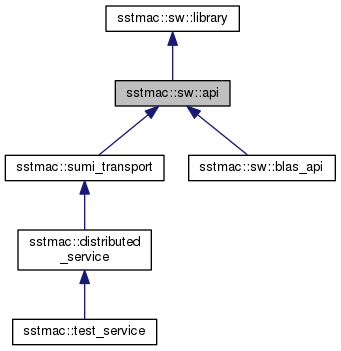 sstmac::sw::library
sstmac::sw::api
sstmac::sumi_transport
sstmac::sw::blas_api
sstmac::distributed
_service
sstmac::test_service